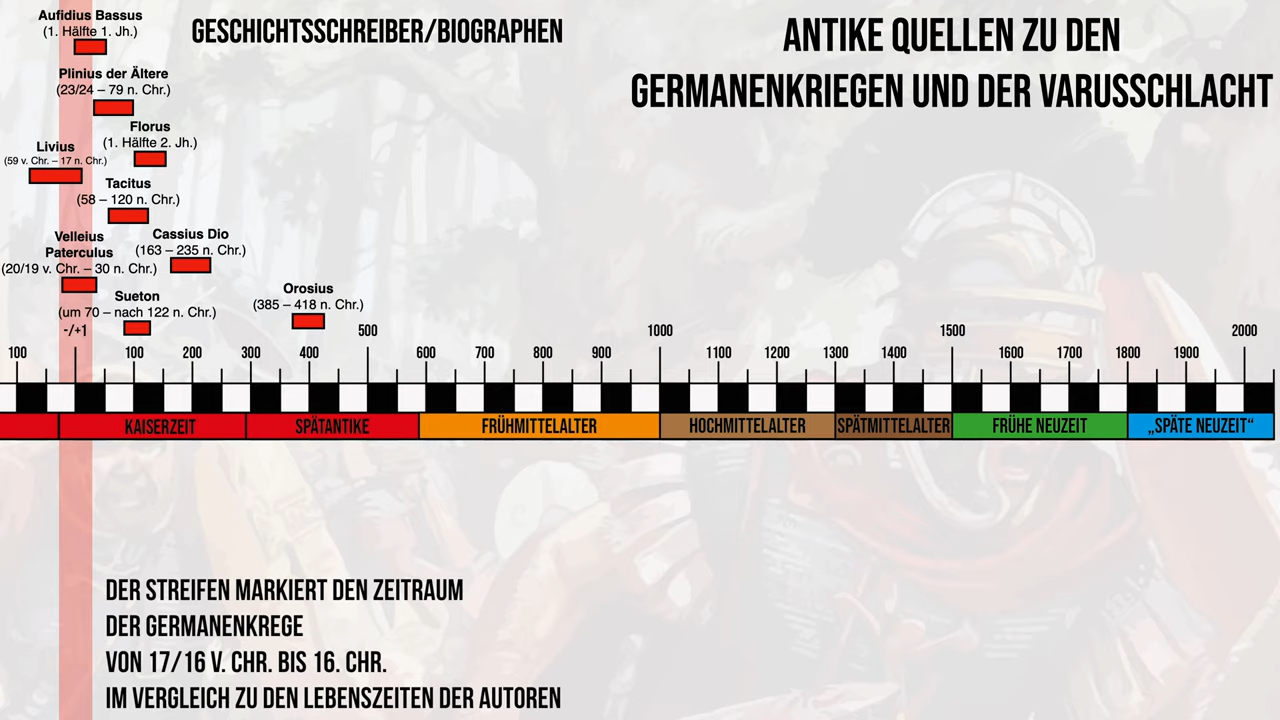 Aufidius Bassus
(1. Hälfte 1. Jh.)
GESCHICHTSSCHREIBER/BIOGRAPHEN
ANTIKE QUELLEN ZU DEN
GERMANENKRIEGEN UND DER VARUSSCHLACHT
Plinius der Ältere
(23/24 – 79 n. Chr.)
Florus
(1. Hälfte 2. Jh.)
Livius
(59 v. Chr. – 17 n. Chr.)
Tacitus
(58 – 120 n. Chr.)
Velleius
Paterculus
(20/19 v. Chr. – 30 n. Chr.)
Cassius Dio
(163 – 235 n. Chr.)
Sueton
(um 70 – nach 122 n. Chr.)
Orosius
(385 – 418 n. Chr.)
-/+1 500 1000 1500 2000
100 100 200 300 400 600 700 800 900 1100 1200 1300 1400 1600 1700 1800 1900
KAISERZEIT SPÄTANTIKE FRÜHMITTELALTER HOCHMITTELALTER SPÄTMITTELALTER FRÜHE NEUZEIT „SPÄTE NEUZEIT“
DER STREIFEN MARKIERT DEN ZEITRAUM
DER GERMANENKREGE
VON 17/16 V. CHR. BIS 16. CHR.
IM VERGLEICH ZU DEN LEBENSZEITEN DER AUTOREN